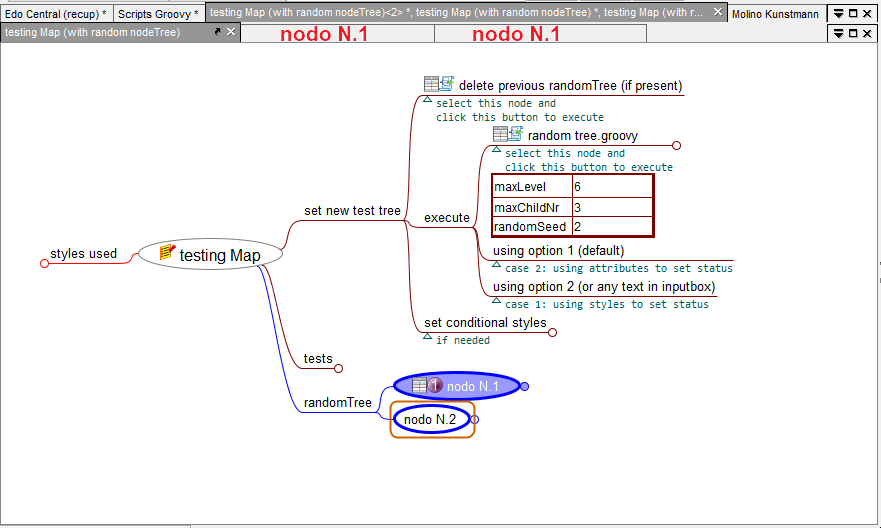 Edo Central (recup) *
Scripts Groovy *
testing Map (with random nodeTree)<2> *, testing Map (with random nodeTree) *, testing Map (with r...
Molino Kunstmann
testing Map (with random nodeTree)
nodo N.1
nodo N.1
delete previous randomTree (if present)
select this node and
click this button to execute
random tree.groovy
select this node and
click this button to execute
maxLevel 6
maxChildNr 3
randomSeed 2
set new test tree
execute
using option 1 (default)
case 2: using attributes to set status
using option 2 (or any text in inputbox)
case 1: using styles to set status
styles used
testing Map
set conditional styles
if needed
tests
randomTree
1 nodo N.1
nodo N.2